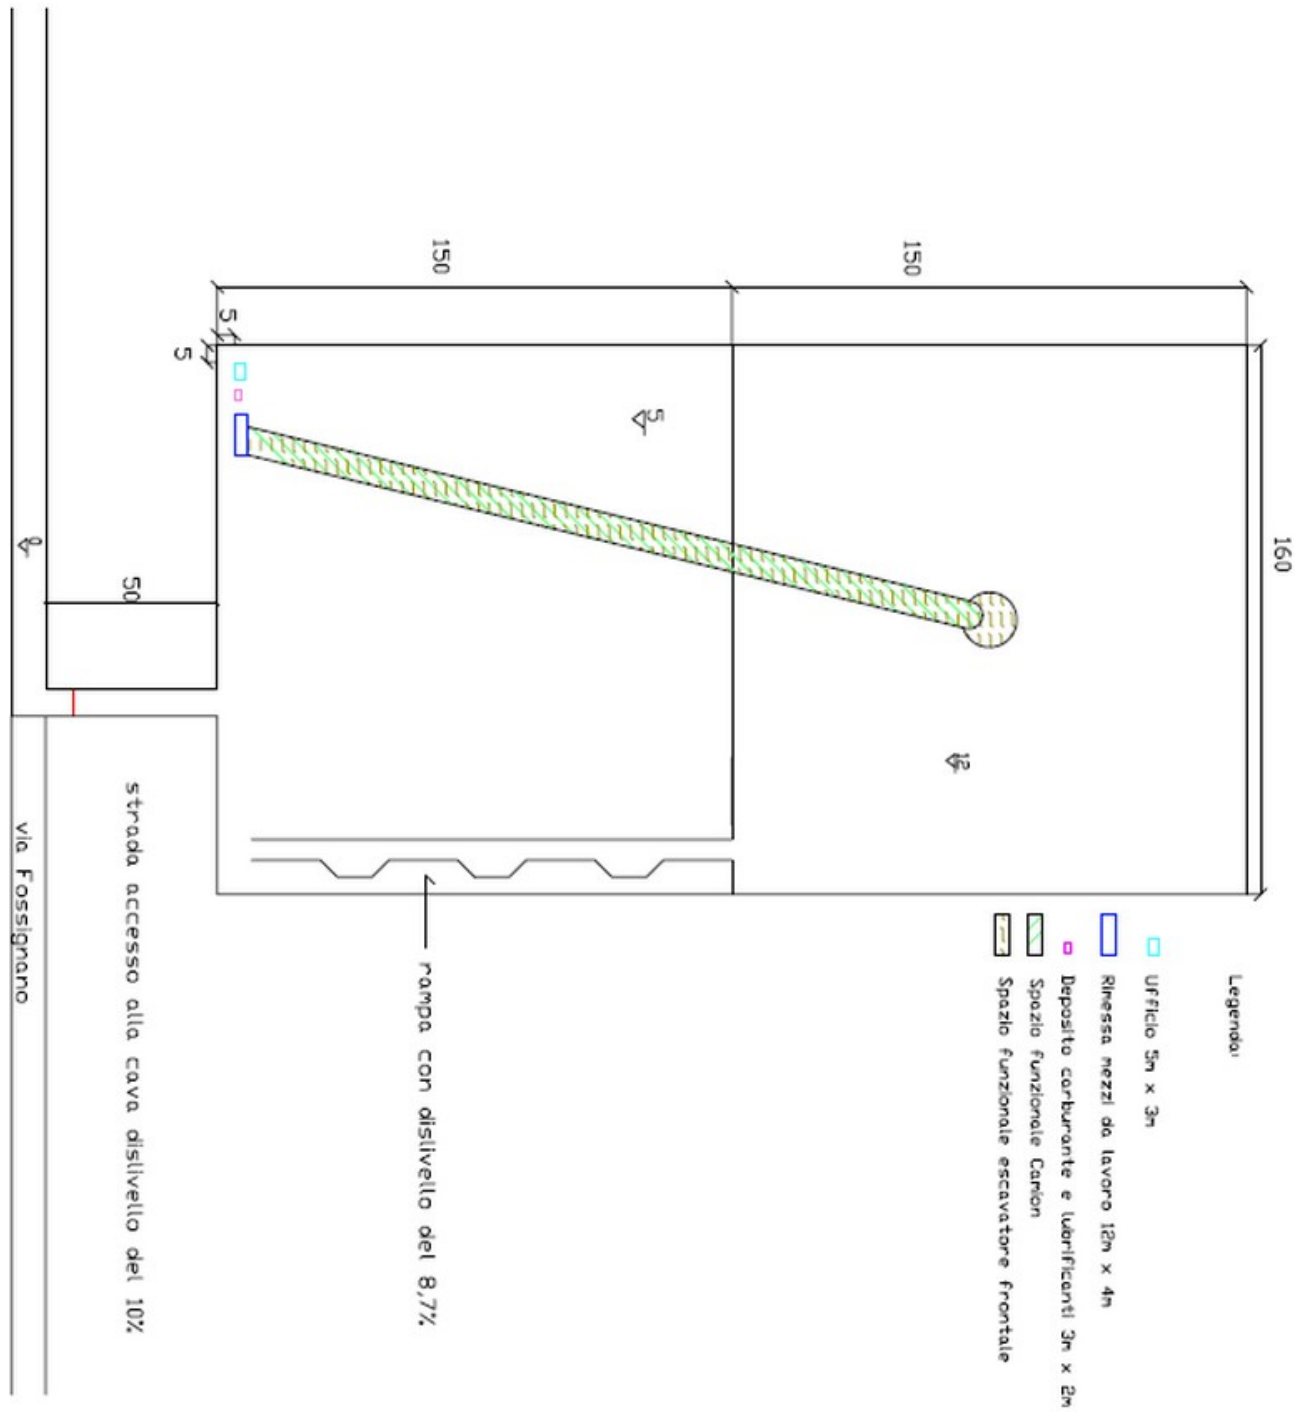 Legenda:
Ufficio 5m x 3m
Rimessa mezzi da lavoro 12m x 4m
Deposito carburante e lubrificanti 3m x 2m
Spazio funzionale Camion
Spazio funzionale escavatore frontale
160
150
150
5
5
5
12
0
50
rampa con dislivello del 8,7%
strada accesso alla cava dislivello del 10%
via Fossignano